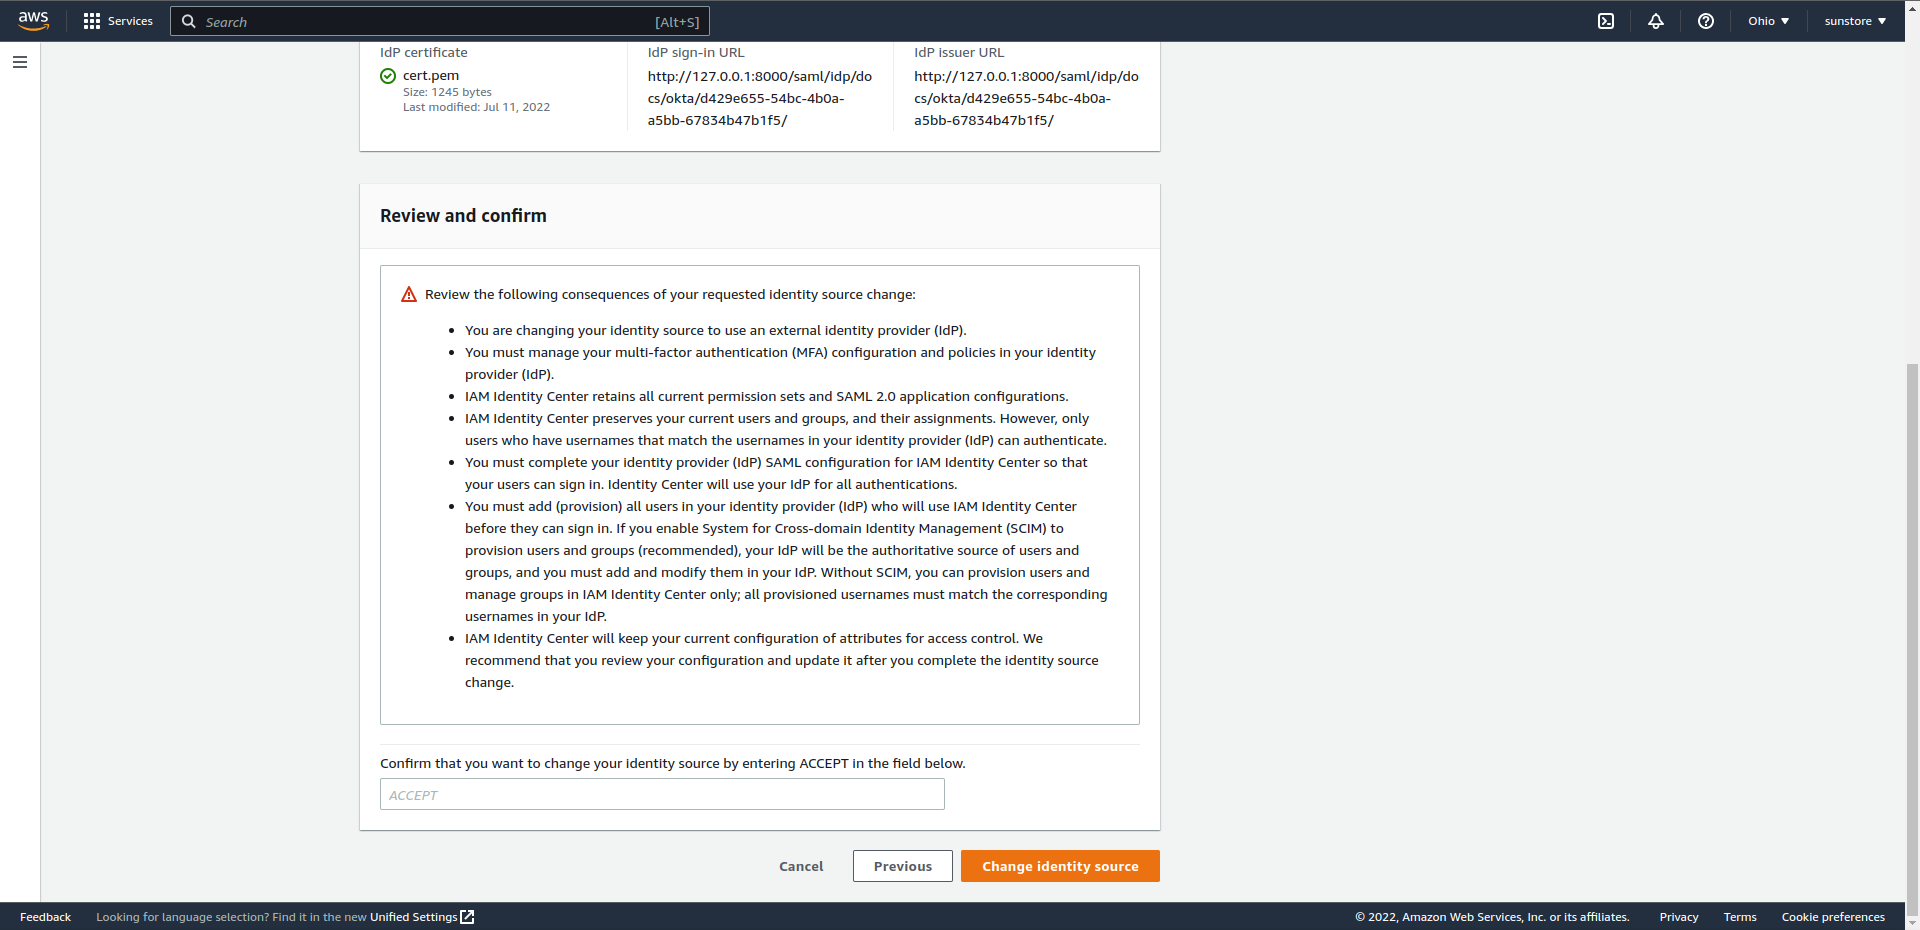 aws
Services
Search
[Alt+S]
Ohio
sunstore
IdP certificate
cert.pem
Size: 1245 bytes
Last modified: Jul 11, 2022
IdP sign-in URL
http://127.0.0.1:8000/saml/idp/do
cs/okta/d429e655-54bc-4b0a-
a5bb-67834b47b1f5/
IdP issuer URL
http://127.0.0.1:8000/saml/idp/do
cs/okta/d429e655-54bc-4b0a-
a5bb-67834b47b1f5/
Review and confirm
Review the following consequences of your requested identity source change:
• You are changing your identity source to use an external identity provider (IdP).
• You must manage your multi-factor authentication (MFA) configuration and policies in your identity
provider (IdP).
• IAM Identity Center retains all current permission sets and SAML 2.0 application configurations.
• IAM Identity Center preserves your current users and groups, and their assignments. However, only
users who have usernames that match the usernames in your identity provider (IdP) can authenticate.
• You must complete your identity provider (IdP) SAML configuration for IAM Identity Center so that
your users can sign in. Identity Center will use your IdP for all authentications.
• You must add (provision) all users in your identity provider (IdP) who will use IAM Identity Center
before they can sign in. If you enable System for Cross-domain Identity Management (SCIM) to
provision users and groups (recommended), your IdP will be the authoritative source of users and
groups, and you must add and modify them in your IdP. Without SCIM, you can provision users and
manage groups in IAM Identity Center only; all provisioned usernames must match the corresponding
usernames in your IdP.
• IAM Identity Center will keep your current configuration of attributes for access control. We
recommend that you review your configuration and update it after you complete the identity source
change.
Confirm that you want to change your identity source by entering ACCEPT in the field below.
ACCEPT
Cancel
Previous
Change identity source
Feedback
Looking for language selection? Find it in the new Unified Settings
© 2022, Amazon Web Services, Inc. or its affiliates.
Privacy
Terms
Cookie preferences